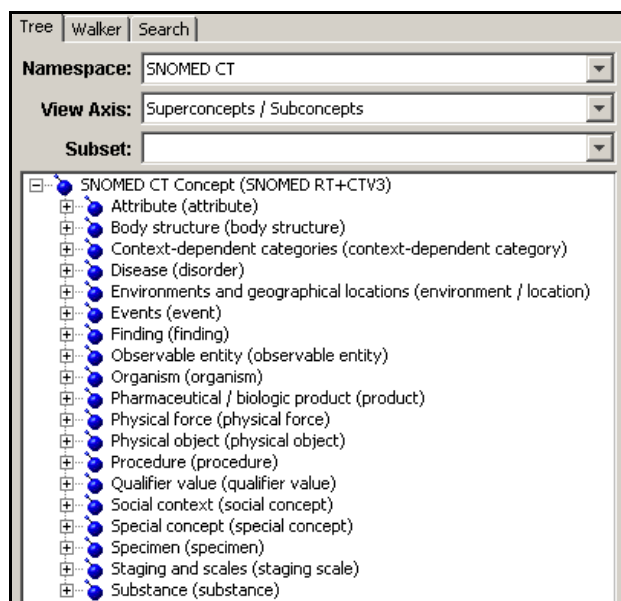 Tree Walker Search
Namespace: SNOMED CT
View Axis: Superconcepts / Subconcepts
Subset:
SNOMED CT Concept (SNOMED RT+CTV3)
Attribute (attribute)
Body structure (body structure)
Context-dependent categories (context-dependent category)
Disease (disorder)
Environments and geographical locations (environment / location)
Events (event)
Finding (finding)
Observable entity (observable entity)
Organism (organism)
Pharmaceutical / biologic product (product)
Physical force (physical force)
Physical object (physical object)
Procedure (procedure)
Qualifier value (qualifier value)
Social context (social concept)
Special concept (special concept)
Specimen (specimen)
Staging and scales (staging scale)
Substance (substance)